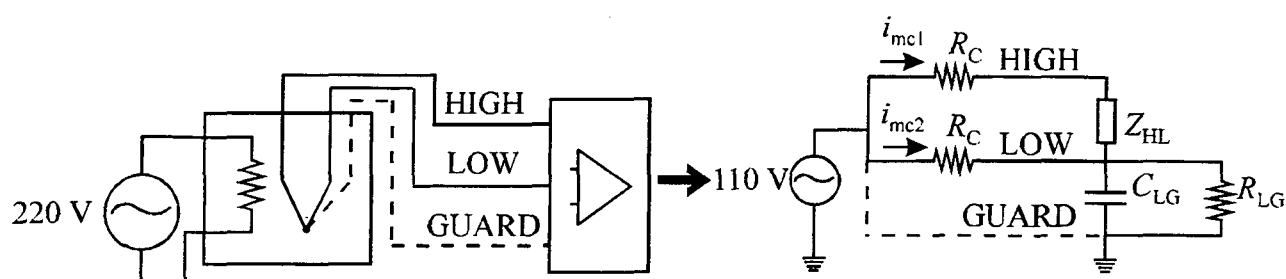 220 V
HIGH
LOW
GUARD
110 V
i_mc1
R_C
HIGH
i_mc2
R_C
LOW
Z_HL
GUARD
C_LG
R_LG